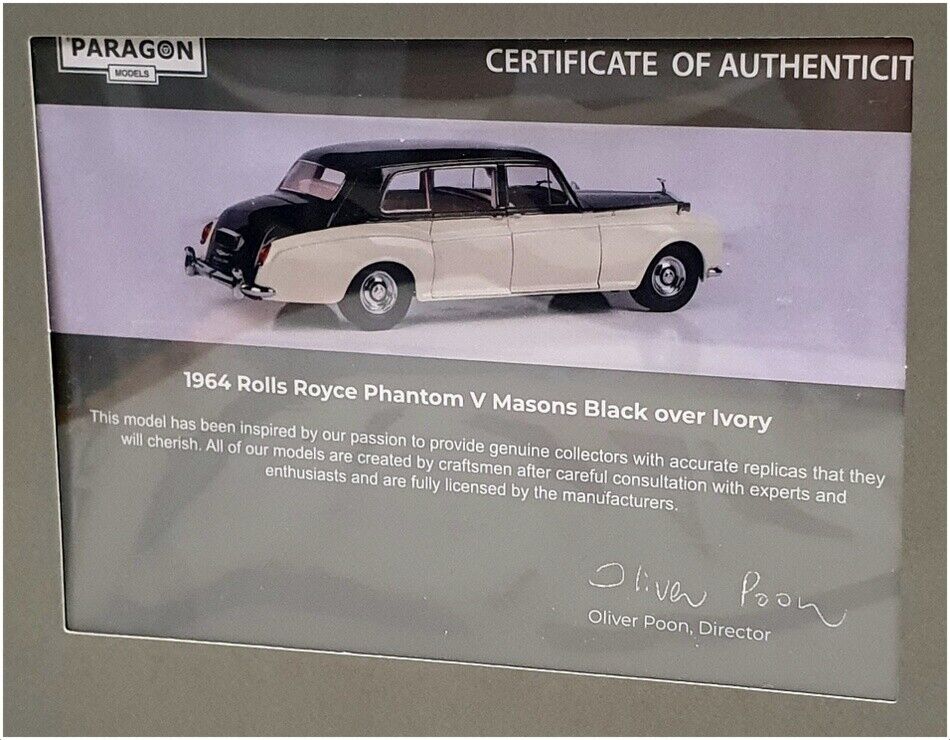 PARAGON
MODELS
CERTIFICATE OF AUTHENTICIT
1964 Rolls Royce Phantom V Masons Black over Ivory
This model has been inspired by our passion to provide genuine collectors with accurate replicas that they
will cherish. All of our models are created by craftsmen after careful consultation with experts and
enthusiasts and are fully licensed by the manufacturers.
Oliver Poon
Oliver Poon, Director